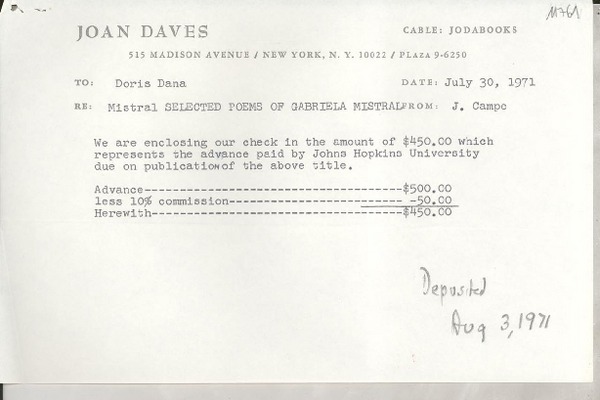 11761
JOAN DAVES CABLE: JODABOOKS
515 MADISON AVENUE / NEW YORK, N. Y. 10022 / PLAZA 9-6250
TO: Doris Dana DATE: July 30, 1971
RE: Mistral SELECTED POEMS OF GABRIELA MISTRAL FROM: J. Campo
We are enclosing our check in the amount of $450.00 which
represents the advance paid by Johns Hopkins University
due on publication of the above title.
Advance--------------------------------------$500.00
less 10% commission-------------------------- -50.00
Herewith-------------------------------------$450.00
Deposited
Aug 3, 1971